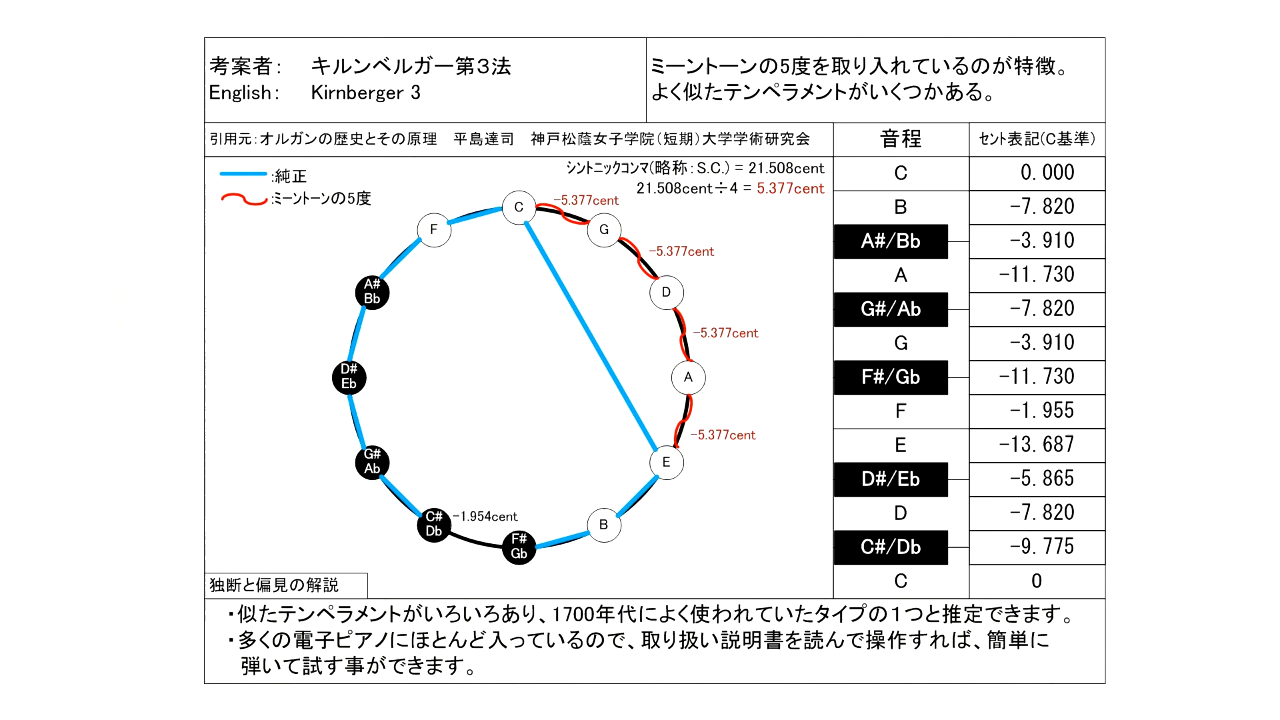 考案者： キルンベルガー第３法
English： Kirnberger 3
ミーントーンの5度を取り入れているのが特徴。
よく似たテンペラメントがいくつかある。
引用元：オルガンの歴史とその原理　平島達司　神戸松蔭女子学院（短期）大学学術研究会
音程
セント表記(C基準)
:純正
:ミーントーンの5度
シントニックコンマ(略称：S.C.) = 21.508cent
21.508cent÷4 = 5.377cent
C
-5.377cent
G
-5.377cent
D
-5.377cent
A
-5.377cent
E
B
F#
Gb
-1.954cent
C#
Db
G#
Ab
D#
Eb
A#
Bb
F
C 0.000
B -7.820
A#/Bb -3.910
A -11.730
G#/Ab -7.820
G -3.910
F#/Gb -11.730
F -1.955
E -13.687
D#/Eb -5.865
D -7.820
C#/Db -9.775
C 0
独断と偏見の解説
・似たテンペラメントがいろいろあり、1700年代によく使われていたタイプの１つと推定できます。
・多くの電子ピアノにほとんど入っているので、取り扱い説明書を読んで操作すれば、簡単に
弾いて試す事ができます。